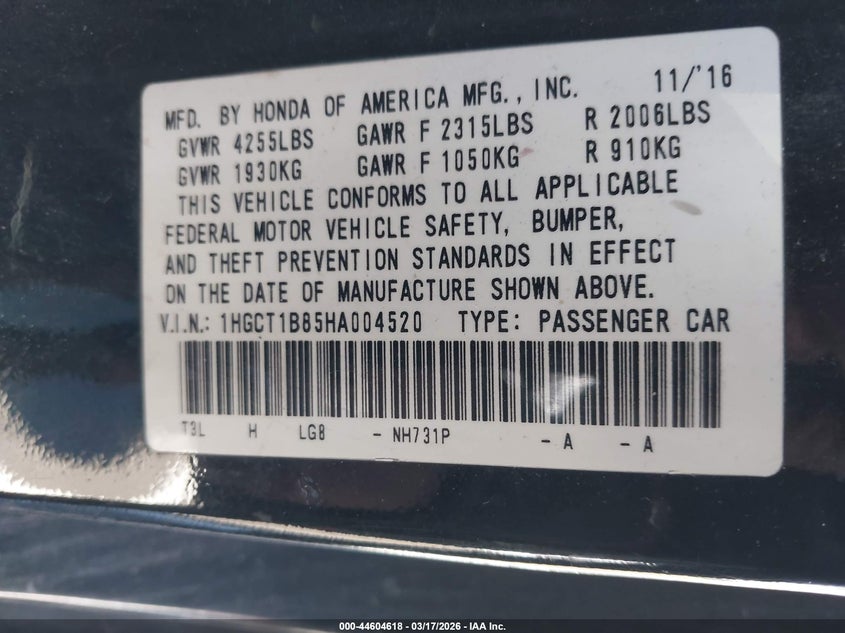 MFD. BY HONDA OF AMERICA MFG., INC. 11/'16
GVWR 4255LBS GAWR F 2315LBS R 2006LBS
GVWR 1930KG GAWR F 1050KG R 910KG
THIS VEHICLE CONFORMS TO ALL APPLICABLE
FEDERAL MOTOR VEHICLE SAFETY, BUMPER,
AND THEFT PREVENTION STANDARDS IN EFFECT
ON THE DATE OF MANUFACTURE SHOWN ABOVE.
V.I.N.: 1HGCT1B85HA004520 TYPE: PASSENGER CAR
T3L H LG8 - NH731P - A - A
000-44604618 - 03/17/2026 - IAA Inc.